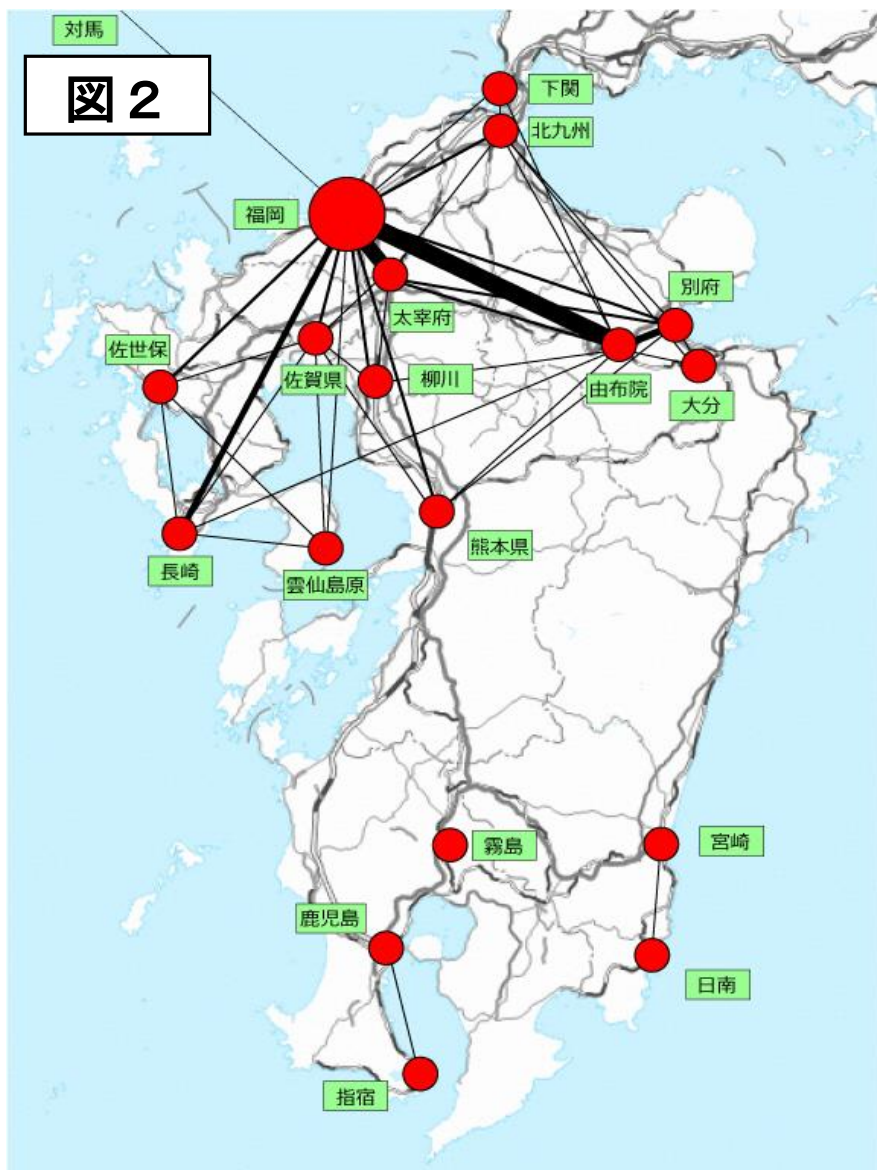 対馬
図２
下関
北九州
福岡
別府
太宰府
佐世保
佐賀県
柳川
由布院
大分
熊本県
長崎
雲仙島原
霧島
宮崎
鹿児島
日南
指宿